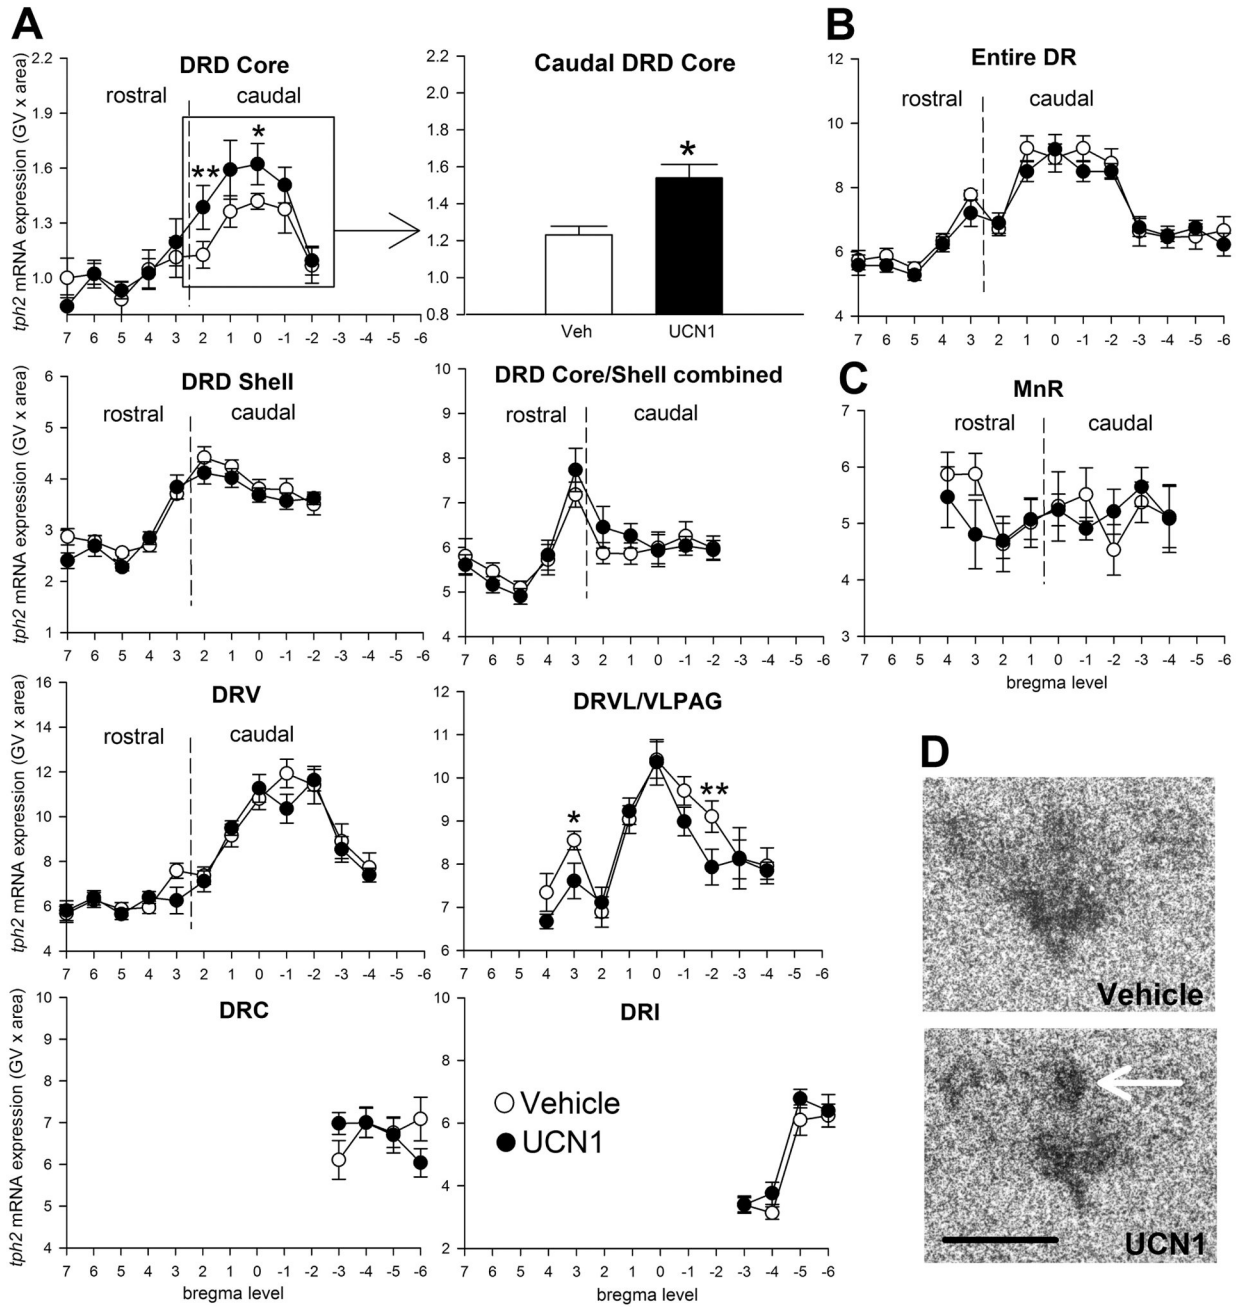 A
B
DRD Core
Caudal DRD Core
Entire DR
rostral caudal
rostral caudal
tph2 mRNA expression (GV x area)
2.2
1.9
1.6
1.3
1.0
** *
7 6 5 4 3 2 1 0 -1 -2 -3 -4 -5 -6
2.2
2.0
1.8
1.6
1.4
1.2
1.0
0.8
*
Veh UCN1
12
10
8
6
4
7 6 5 4 3 2 1 0 -1 -2 -3 -4 -5 -6
DRD Shell
rostral caudal
tph2 mRNA expression (GV x area)
6
5
4
3
2
1
7 6 5 4 3 2 1 0 -1 -2 -3 -4 -5 -6
DRD Core/Shell combined
rostral caudal
10
9
8
7
6
5
4
7 6 5 4 3 2 1 0 -1 -2 -3 -4 -5 -6
C
MnR
rostral caudal
7
6
5
4
3
7 6 5 4 3 2 1 0 -1 -2 -3 -4 -5 -6
bregma level
DRV
rostral caudal
tph2 mRNA expression (GV x area)
16
14
12
10
8
6
4
7 6 5 4 3 2 1 0 -1 -2 -3 -4 -5 -6
DRVL/VLPAG
12
11
10
9
8
7
6
* **
7 6 5 4 3 2 1 0 -1 -2 -3 -4 -5 -6
D
Vehicle
UCN1
DRC
tph2 mRNA expression (GV x area)
10
9
8
7
6
5
4
7 6 5 4 3 2 1 0 -1 -2 -3 -4 -5 -6
bregma level
DRI
10
8
6
4
2
Vehicle
UCN1
7 6 5 4 3 2 1 0 -1 -2 -3 -4 -5 -6
bregma level